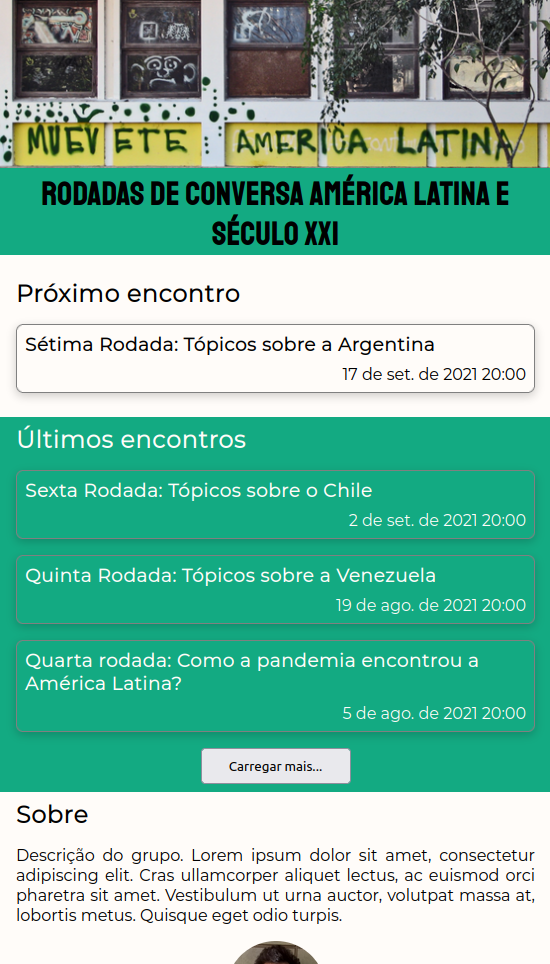 MUEVETE AMERICA LATINA
RODADAS DE CONVERSA AMÉRICA LATINA E
SÉCULO XXI
Próximo encontro
Sétima Rodada: Tópicos sobre a Argentina
17 de set. de 2021 20:00
Últimos encontros
Sexta Rodada: Tópicos sobre o Chile
2 de set. de 2021 20:00
Quinta Rodada: Tópicos sobre a Venezuela
19 de ago. de 2021 20:00
Quarta rodada: Como a pandemia encontrou a
América Latina?
5 de ago. de 2021 20:00
Carregar mais...
Sobre
Descrição do grupo. Lorem ipsum dolor sit amet, consectetur
adipiscing elit. Cras ullamcorper aliquet lectus, ac euismod orci
pharetra sit amet. Vestibulum ut urna auctor, volutpat massa at,
lobortis metus. Quisque eget odio turpis.